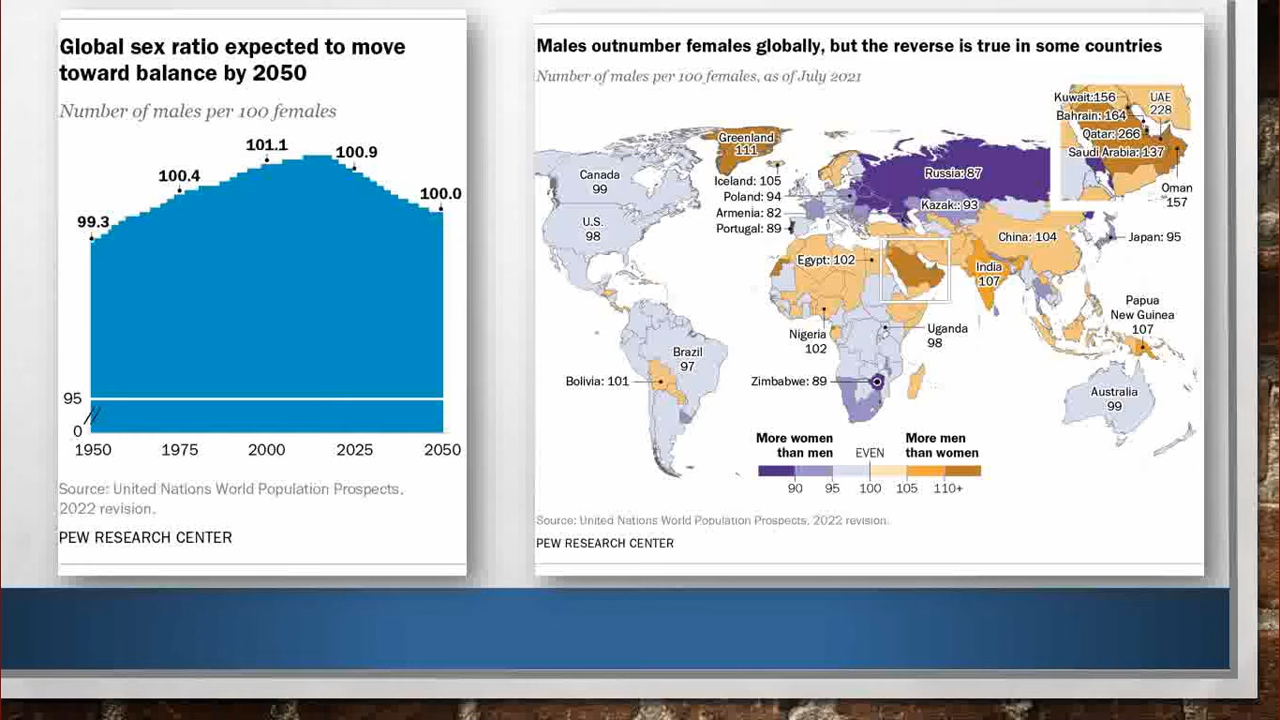 Global sex ratio expected to move
toward balance by 2050
Number of males per 100 females
99.3
100.4
101.1
100.9
100.0
95
0
1950 1975 2000 2025 2050
Source: United Nations World Population Prospects,
2022 revision.
PEW RESEARCH CENTER
Males outnumber females globally, but the reverse is true in some countries
Number of males per 100 females, as of July 2021
Kuwait:156
UAE
228
Bahrain: 164
Qatar: 266
Saudi Arabia: 137
Oman
157
Greenland
111
Canada
99
Iceland: 105
Russia: 87
Poland: 94
Kazak.: 93
Armenia: 82
U.S.
98
Portugal: 89
China: 104
Japan: 95
Egypt: 102
India
107
Papua
New Guinea
107
Nigeria
102
Uganda
98
Brazil
97
Bolivia: 101
Zimbabwe: 89
Australia
99
More women
than men
EVEN
More men
than women
90 95 100 105 110+
Source: United Nations World Population Prospects, 2022 revision.
PEW RESEARCH CENTER